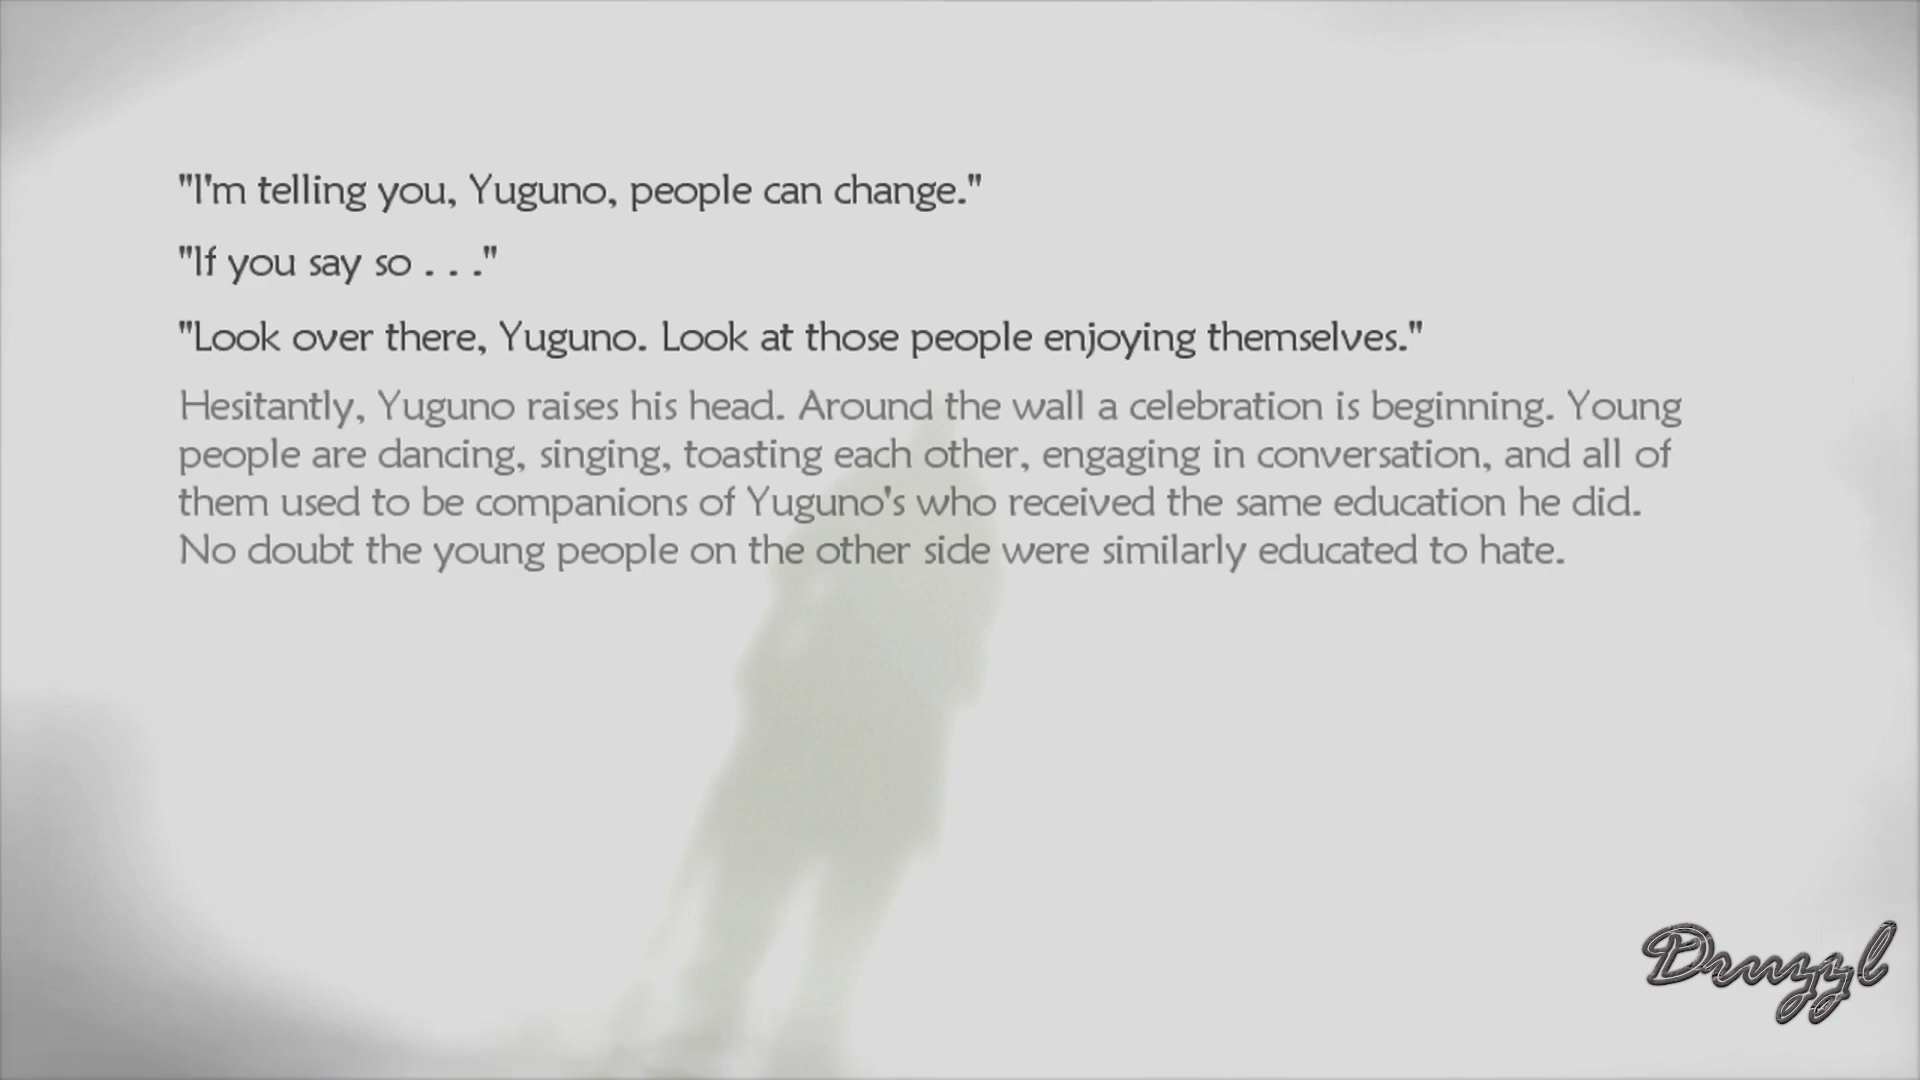 "I'm telling you, Yuguno, people can change."
"If you say so . . ."
"Look over there, Yuguno. Look at those people enjoying themselves."
Hesitantly, Yuguno raises his head. Around the wall a celebration is beginning. Young
people are dancing, singing, toasting each other, engaging in conversation, and all of
them used to be companions of Yuguno's who received the same education he did.
No doubt the young people on the other side were similarly educated to hate.
Druzzl